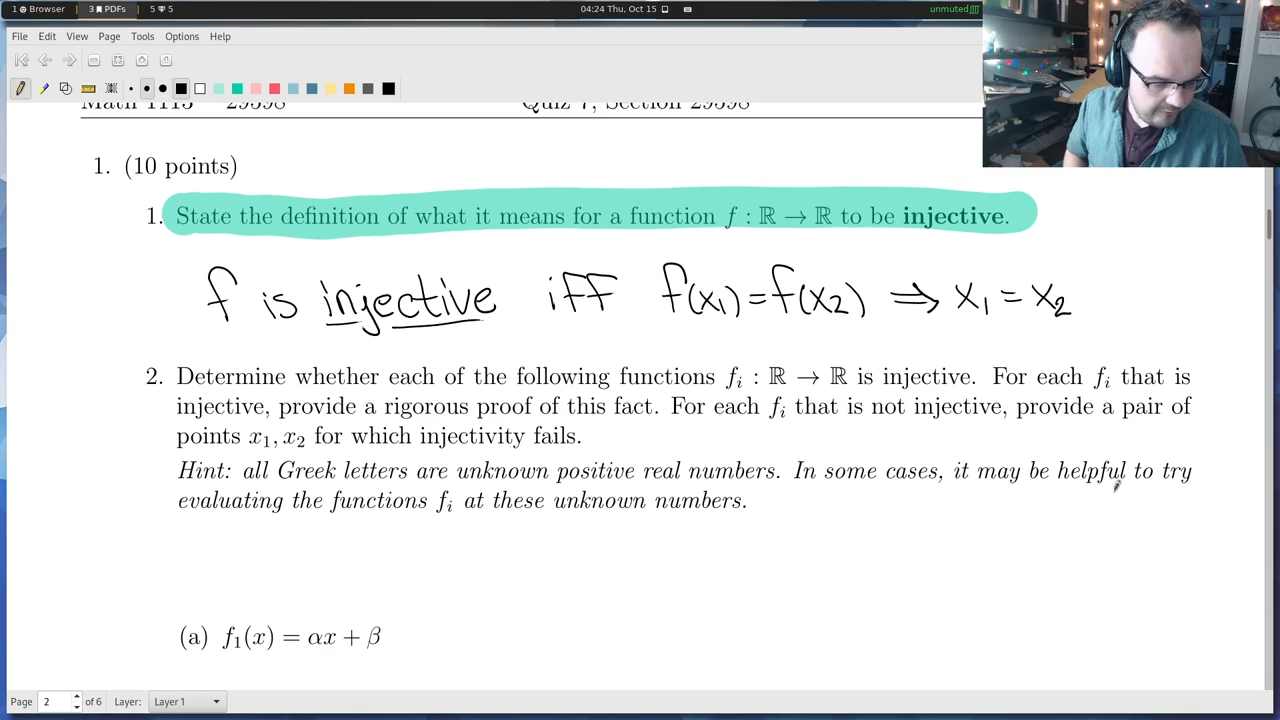 1 Browser 3 PDFs 5 5 04:24 Thu, Oct 15 unmuted
File Edit View Page Tools Options Help
Math 1113 – 29598 Quiz 7, Section 29598
1. (10 points)
1. State the definition of what it means for a function f : ℝ → ℝ to be injective.
f is injective iff f(x₁)=f(x₂) ⇒ x₁=x₂
2. Determine whether each of the following functions fᵢ : ℝ → ℝ is injective. For each fᵢ that is
injective, provide a rigorous proof of this fact. For each fᵢ that is not injective, provide a pair of
points x₁, x₂ for which injectivity fails.
Hint: all Greek letters are unknown positive real numbers. In some cases, it may be helpful to try
evaluating the functions fᵢ at these unknown numbers.
(a) f₁(x) = αx + β
Page 2 of 6 Layer: Layer 1